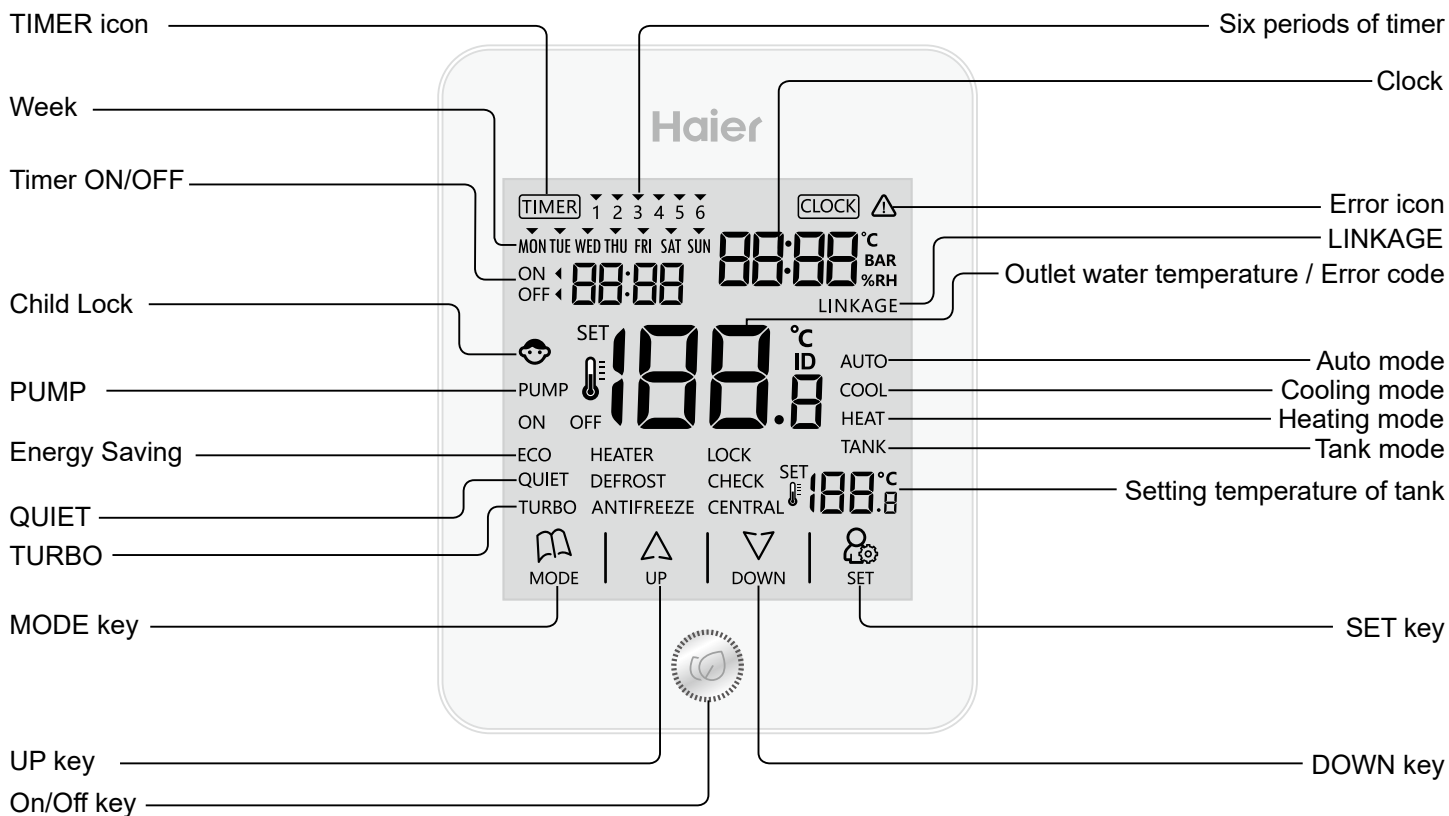 TIMER icon
Six periods of timer
Clock
Week
Haier
Timer ON/OFF
TIMER 1 2 3 4 5 6
CLOCK
Error icon
MON TUE WED THU FRI SAT SUN
88:88 °C
BAR
%RH
LINKAGE
ON
OFF
88:88
LINKAGE
Outlet water temperature / Error code
Child Lock
SET
188.8 °C
ID
AUTO
Auto mode
PUMP
PUMP
COOL
Cooling mode
ON OFF
HEAT
Heating mode
Energy Saving
ECO HEATER LOCK
TANK
Tank mode
QUIET DEFROST CHECK
SET
188.8 °C
Setting temperature of tank
QUIET
TURBO ANTIFREEZE CENTRAL
TURBO
MODE UP DOWN SET
MODE key
SET key
UP key
DOWN key
On/Off key